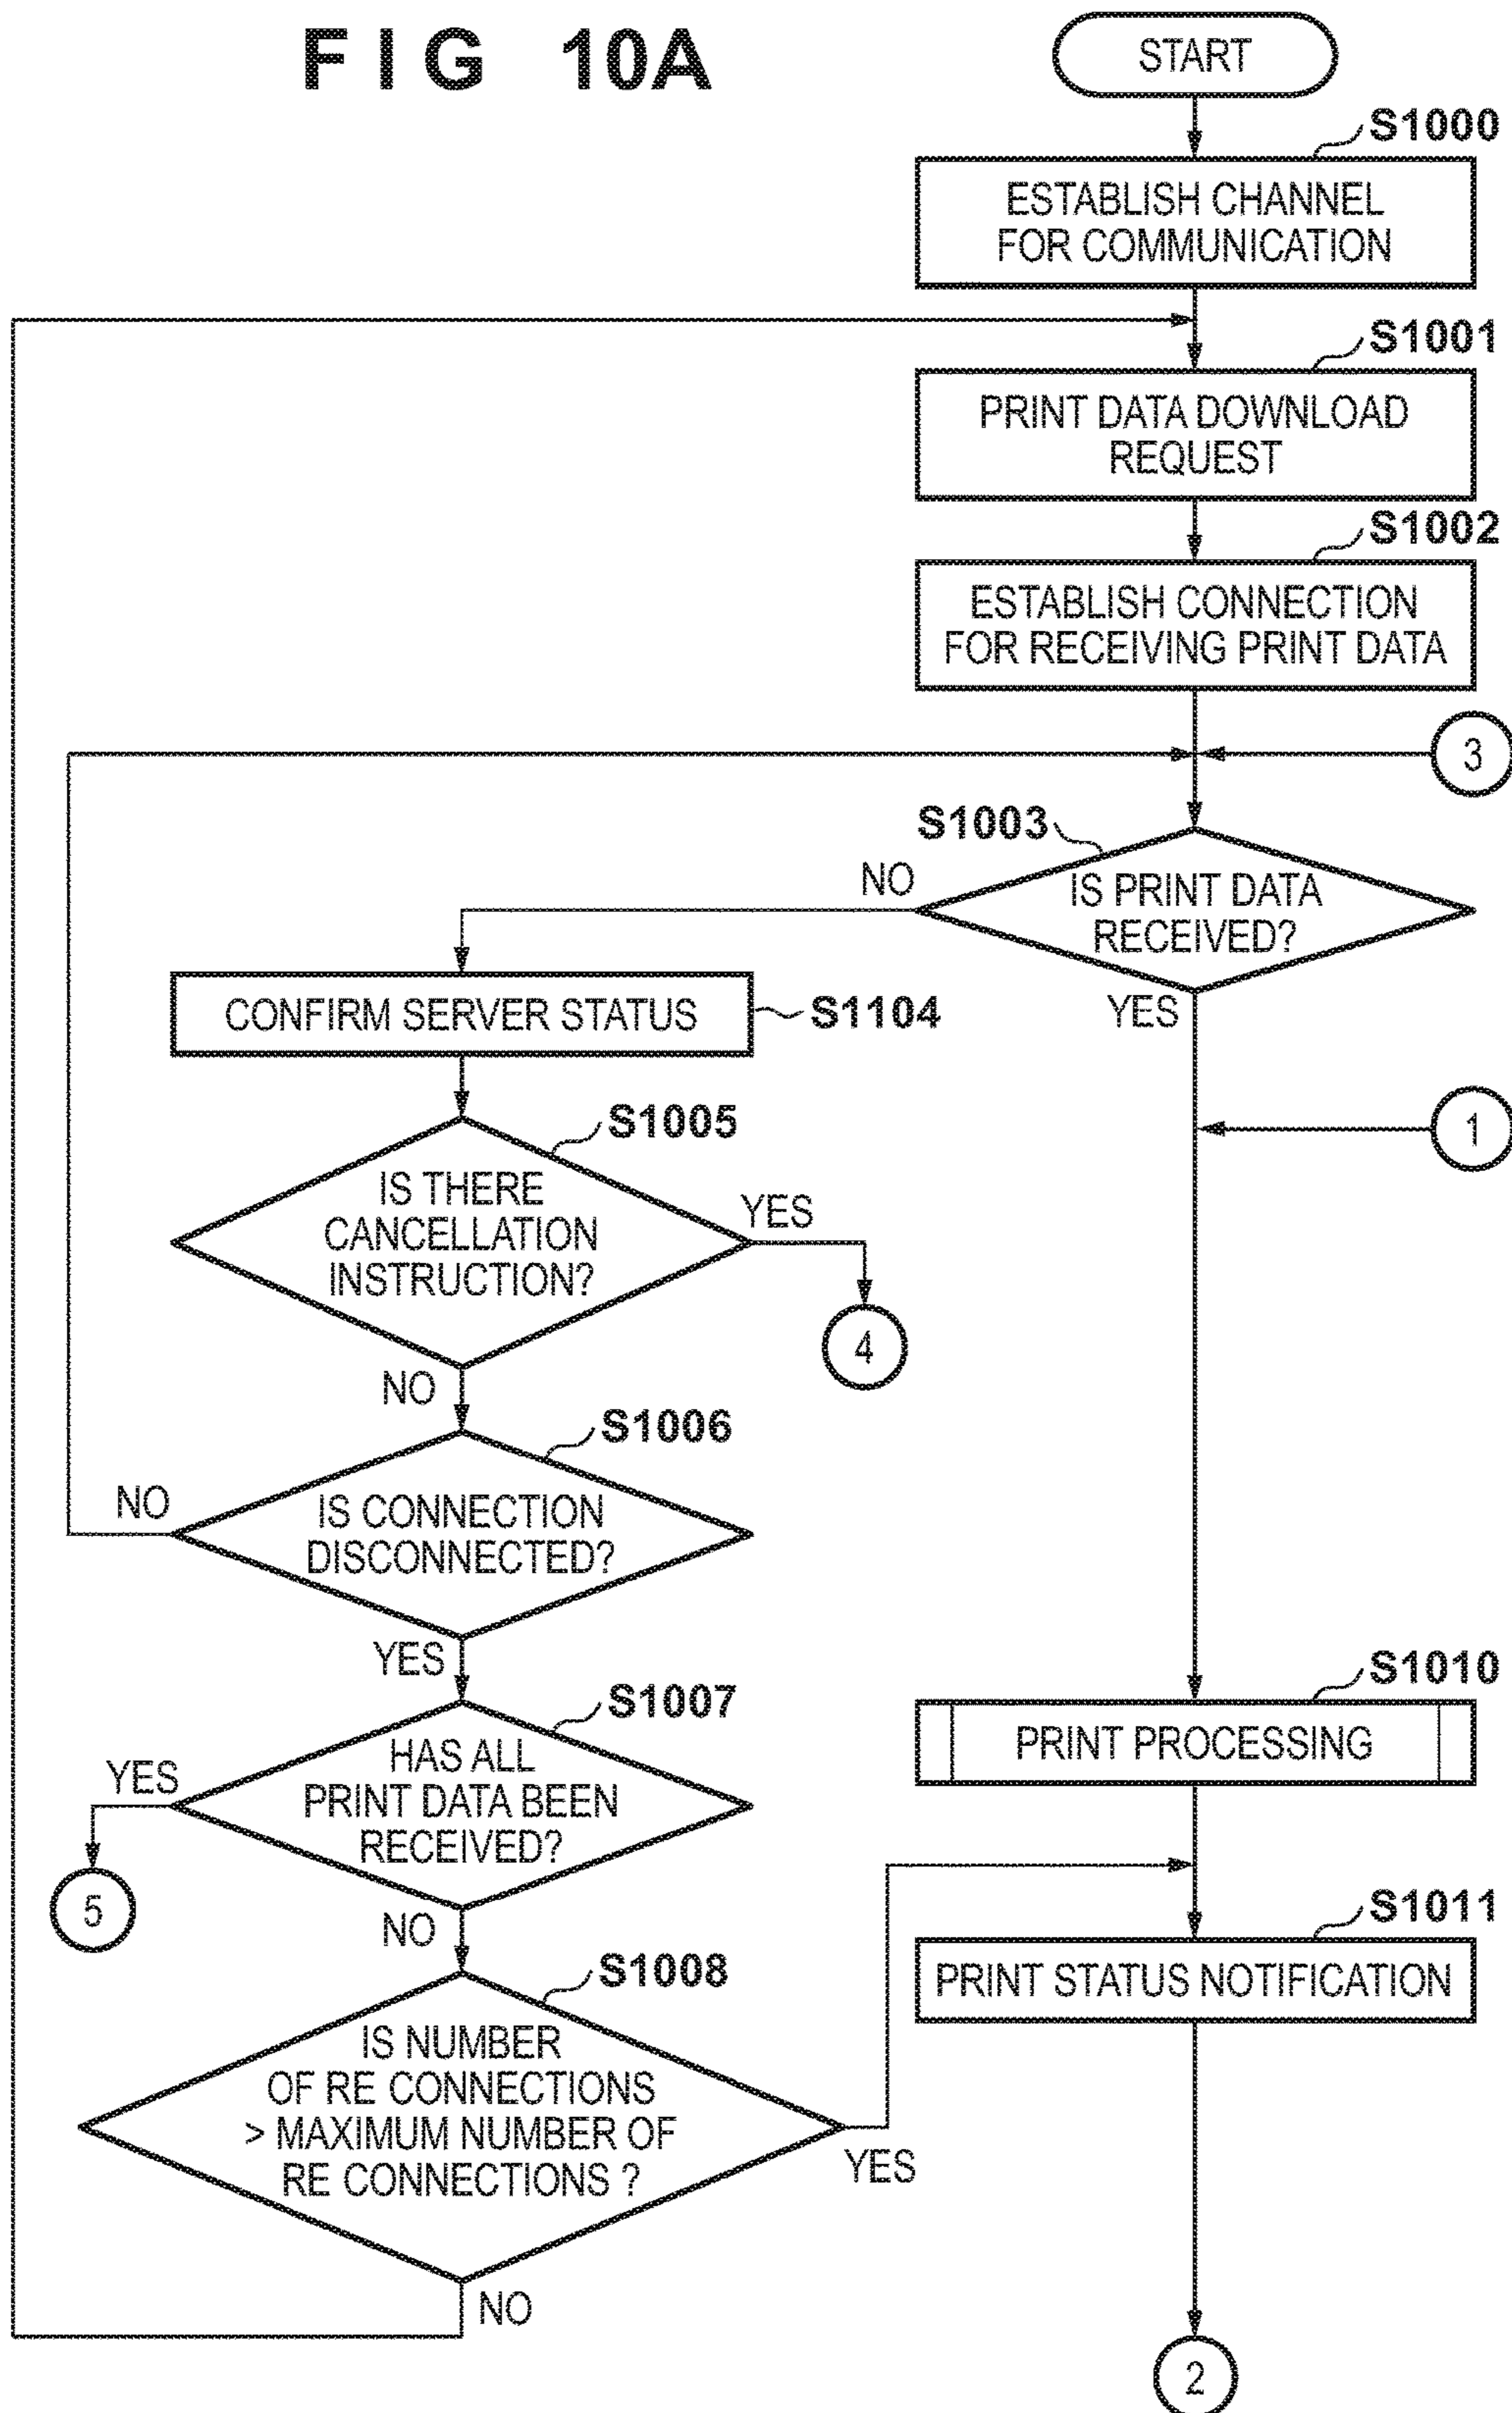 FIG 10A
START
S1000
ESTABLISH CHANNEL
FOR COMMUNICATION
S1001
PRINT DATA DOWNLOAD
REQUEST
S1002
ESTABLISH CONNECTION
FOR RECEIVING PRINT DATA
3
S1003
NO
IS PRINT DATA
RECEIVED?
YES
CONFIRM SERVER STATUS
S1104
1
S1005
IS THERE
CANCELLATION
INSTRUCTION?
YES
4
NO
S1006
NO
IS CONNECTION
DISCONNECTED?
YES
S1007
YES
HAS ALL
PRINT DATA BEEN
RECEIVED?
5
NO
S1010
PRINT PROCESSING
S1011
PRINT STATUS NOTIFICATION
S1008
IS NUMBER
OF RE CONNECTIONS
> MAXIMUM NUMBER OF
RE CONNECTIONS ?
YES
NO
2